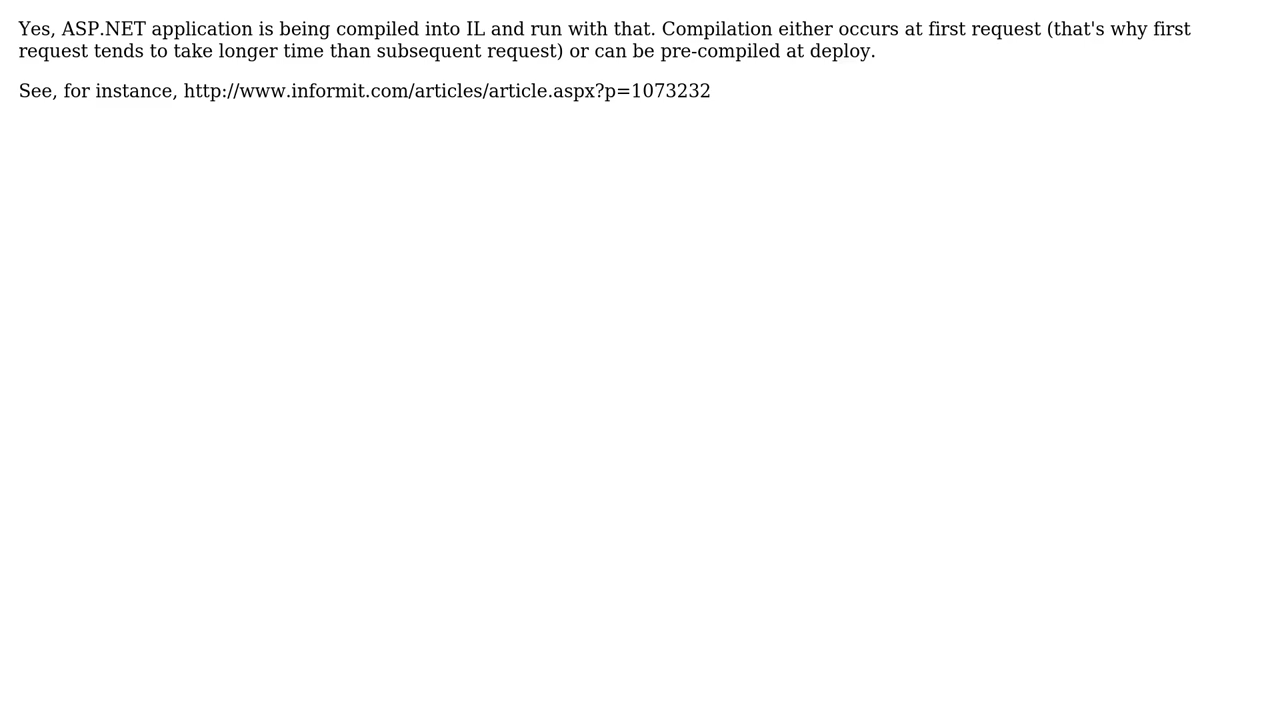 Yes, ASP.NET application is being compiled into IL and run with that. Compilation either occurs at first request (that's why first
request tends to take longer time than subsequent request) or can be pre-compiled at deploy.
See, for instance, http://www.informit.com/articles/article.aspx?p=1073232